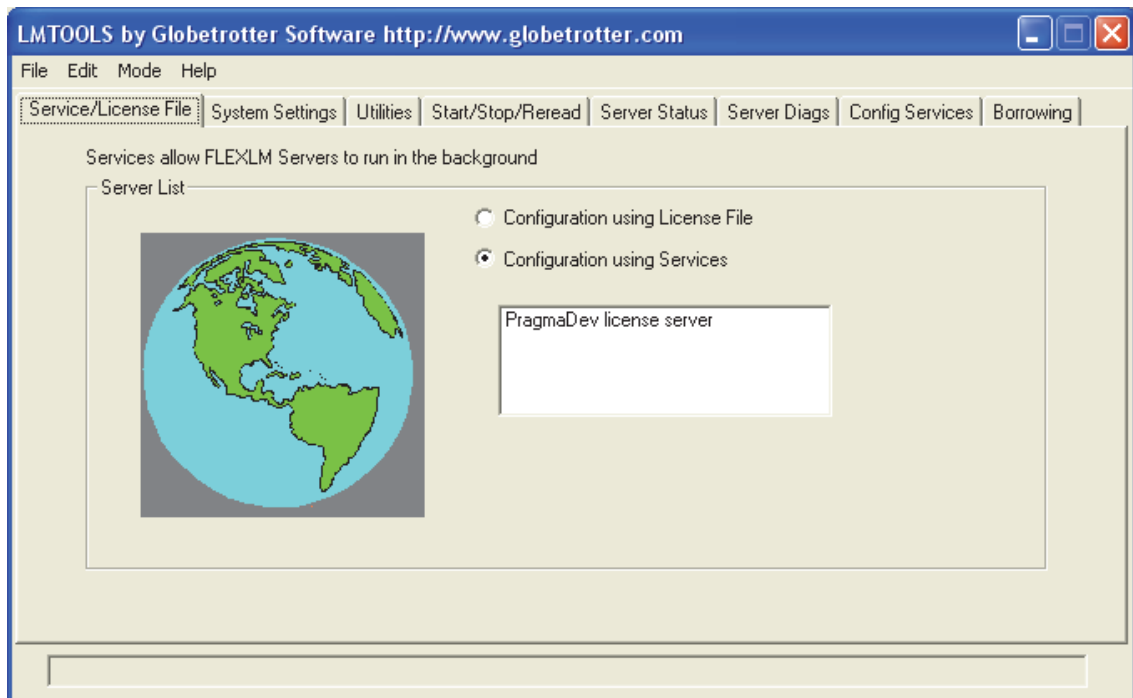 LMTOOLS by Globetrotter Software http://www.globetrotter.com
File Edit Mode Help
Service/License File System Settings Utilities Start/Stop/Reread Server Status Server Diags Config Services Borrowing
Services allow FLEXLM Servers to run in the background
Server List
Configuration using License File
Configuration using Services
PragmaDev license server